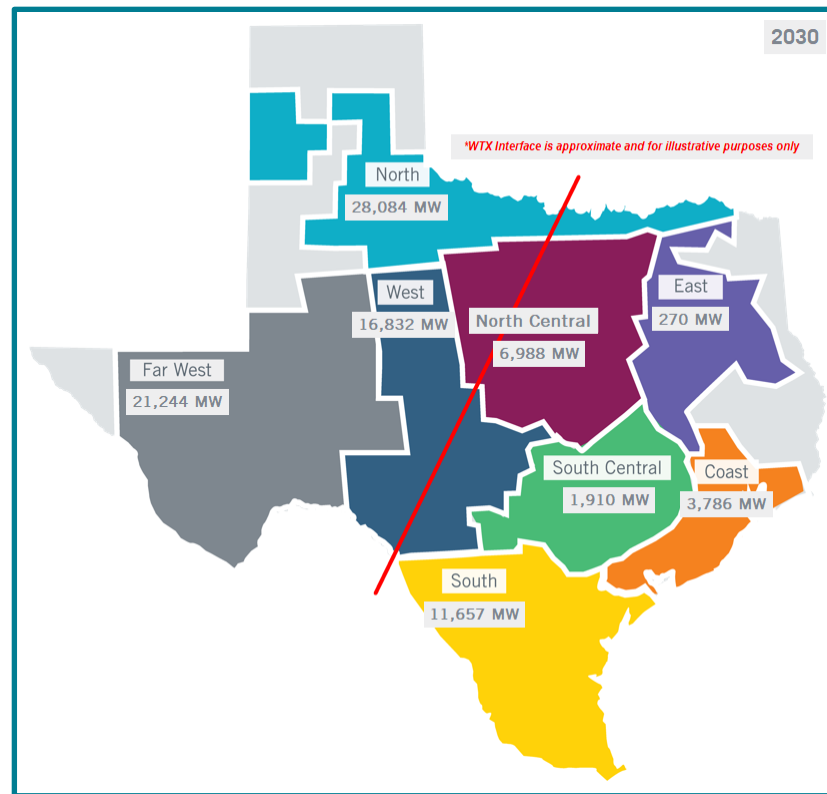 2030
*WTX Interface is approximate and for illustrative purposes only
North
28,084 MW
West
16,832 MW
North Central
6,988 MW
East
270 MW
Far West
21,244 MW
South Central
1,910 MW
Coast
3,786 MW
South
11,657 MW